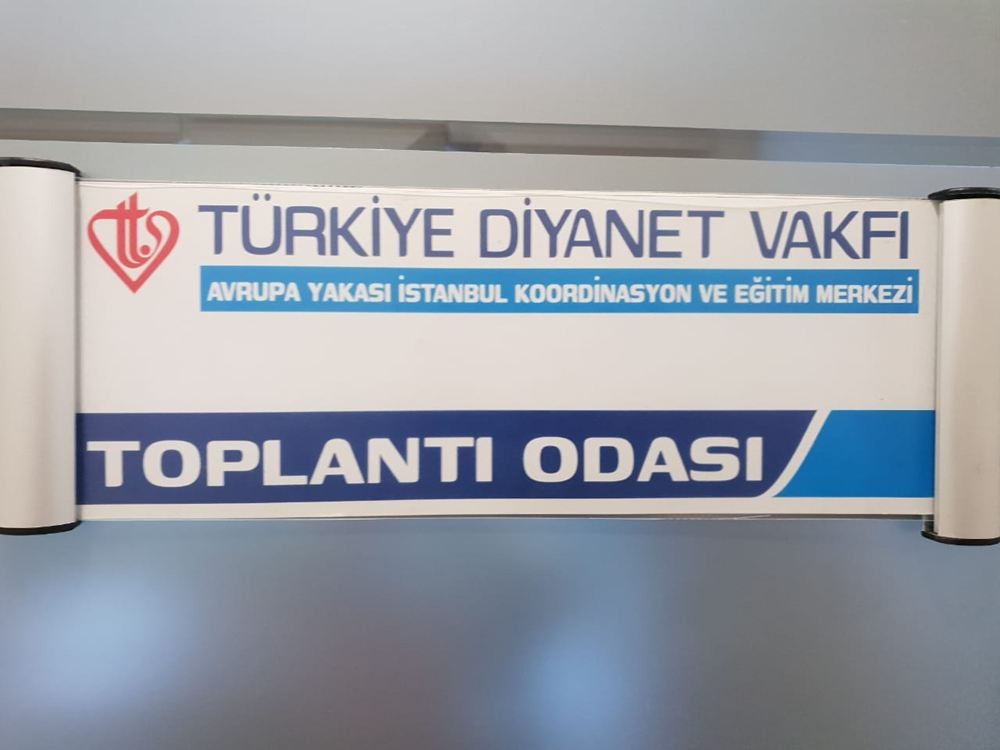 TÜRKİYE DİYANET VAKFI
AVRUPA YAKASI İSTANBUL KOORDİNASYON VE EĞİTİM MERKEZİ
TOPLANTI ODASI